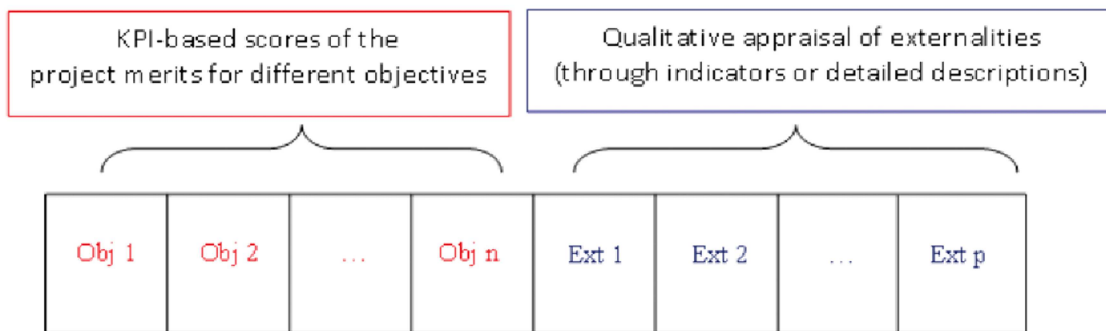 KPI-based scores of the
project merits for different objectives
Qualitative appraisal of externalities
(through indicators or detailed descriptions)
Obj 1
Obj 2
...
Obj n
Ext 1
Ext 2
...
Ext p